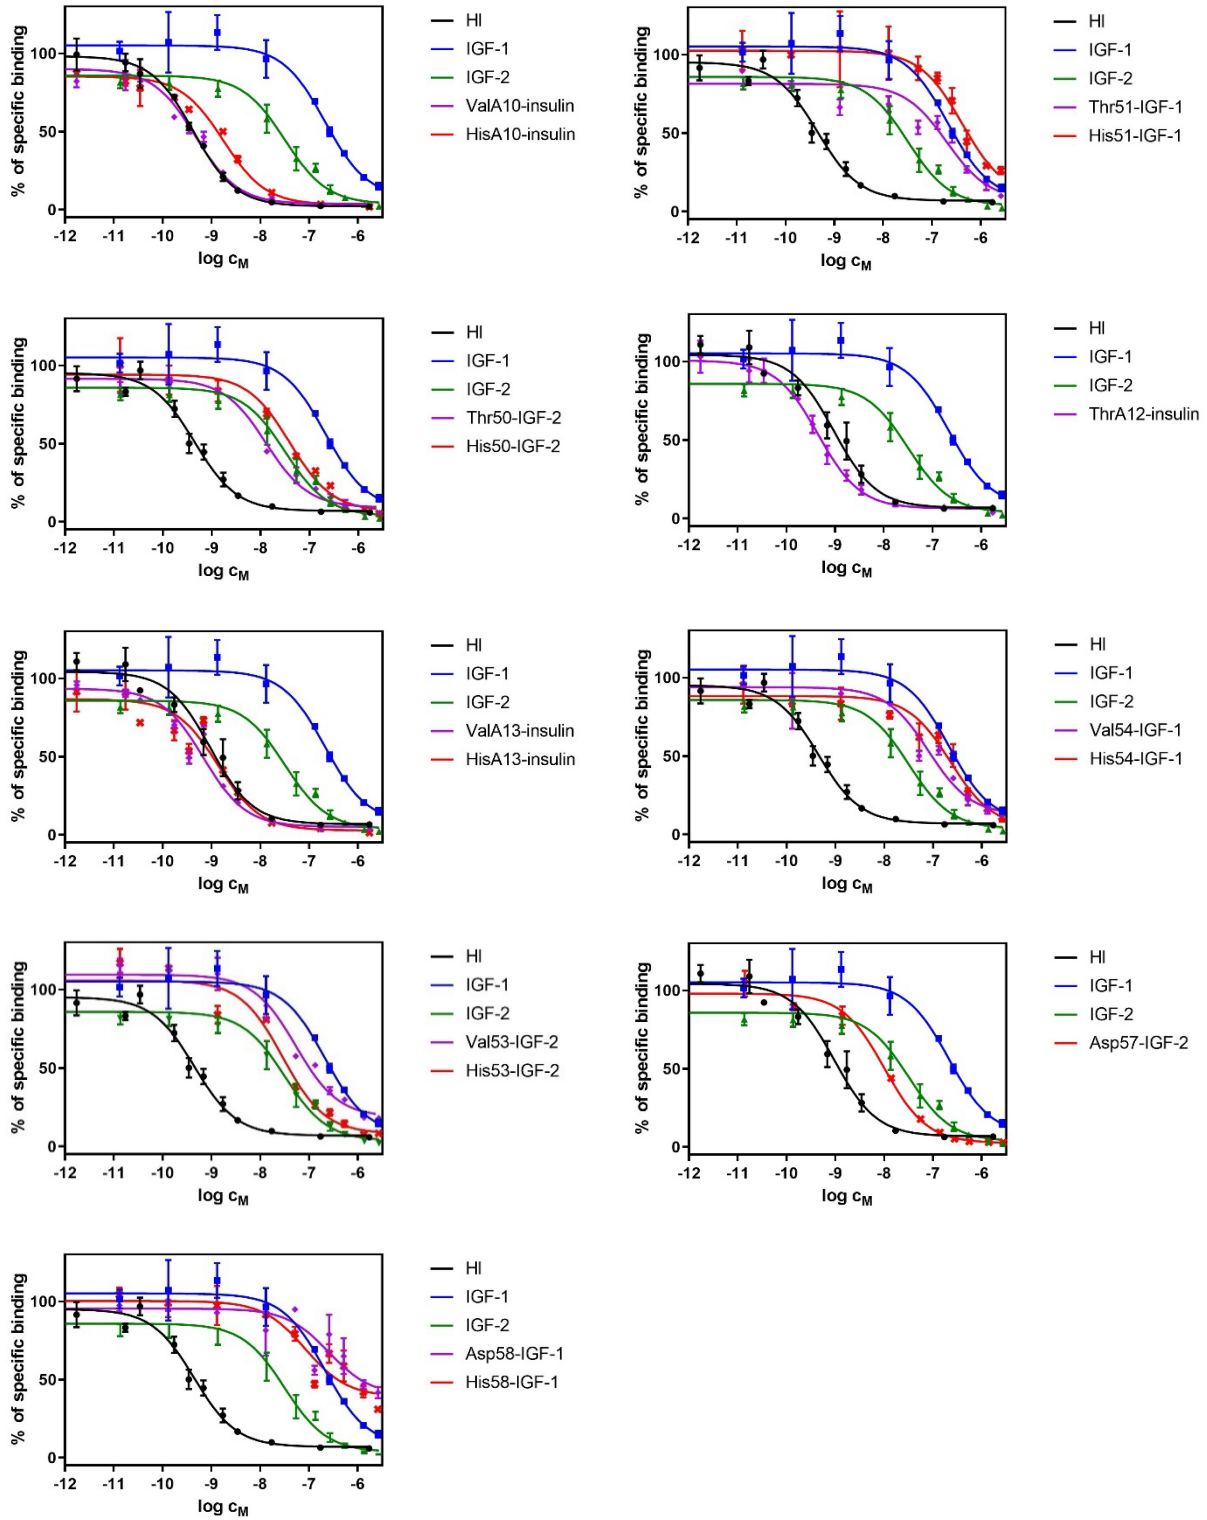 % of specific binding
100
50
0
-12 -11 -10 -9 -8 -7 -6
log cM
HI
IGF-1
IGF-2
ValA10-insulin
HisA10-insulin
% of specific binding
100
50
0
-12 -11 -10 -9 -8 -7 -6
log cM
HI
IGF-1
IGF-2
Thr51-IGF-1
His51-IGF-1
% of specific binding
100
50
0
-12 -11 -10 -9 -8 -7 -6
log cM
HI
IGF-1
IGF-2
Thr50-IGF-2
His50-IGF-2
% of specific binding
100
50
0
-12 -11 -10 -9 -8 -7 -6
log cM
HI
IGF-1
IGF-2
ThrA12-insulin
% of specific binding
100
50
0
-12 -11 -10 -9 -8 -7 -6
log cM
HI
IGF-1
IGF-2
ValA13-insulin
HisA13-insulin
% of specific binding
100
50
0
-12 -11 -10 -9 -8 -7 -6
log cM
HI
IGF-1
IGF-2
Val54-IGF-1
His54-IGF-1
% of specific binding
100
50
0
-12 -11 -10 -9 -8 -7 -6
log cM
HI
IGF-1
IGF-2
Val53-IGF-2
His53-IGF-2
% of specific binding
100
50
0
-12 -11 -10 -9 -8 -7 -6
log cM
HI
IGF-1
IGF-2
Asp57-IGF-2
% of specific binding
100
50
0
-12 -11 -10 -9 -8 -7 -6
log cM
HI
IGF-1
IGF-2
Asp58-IGF-1
His58-IGF-1